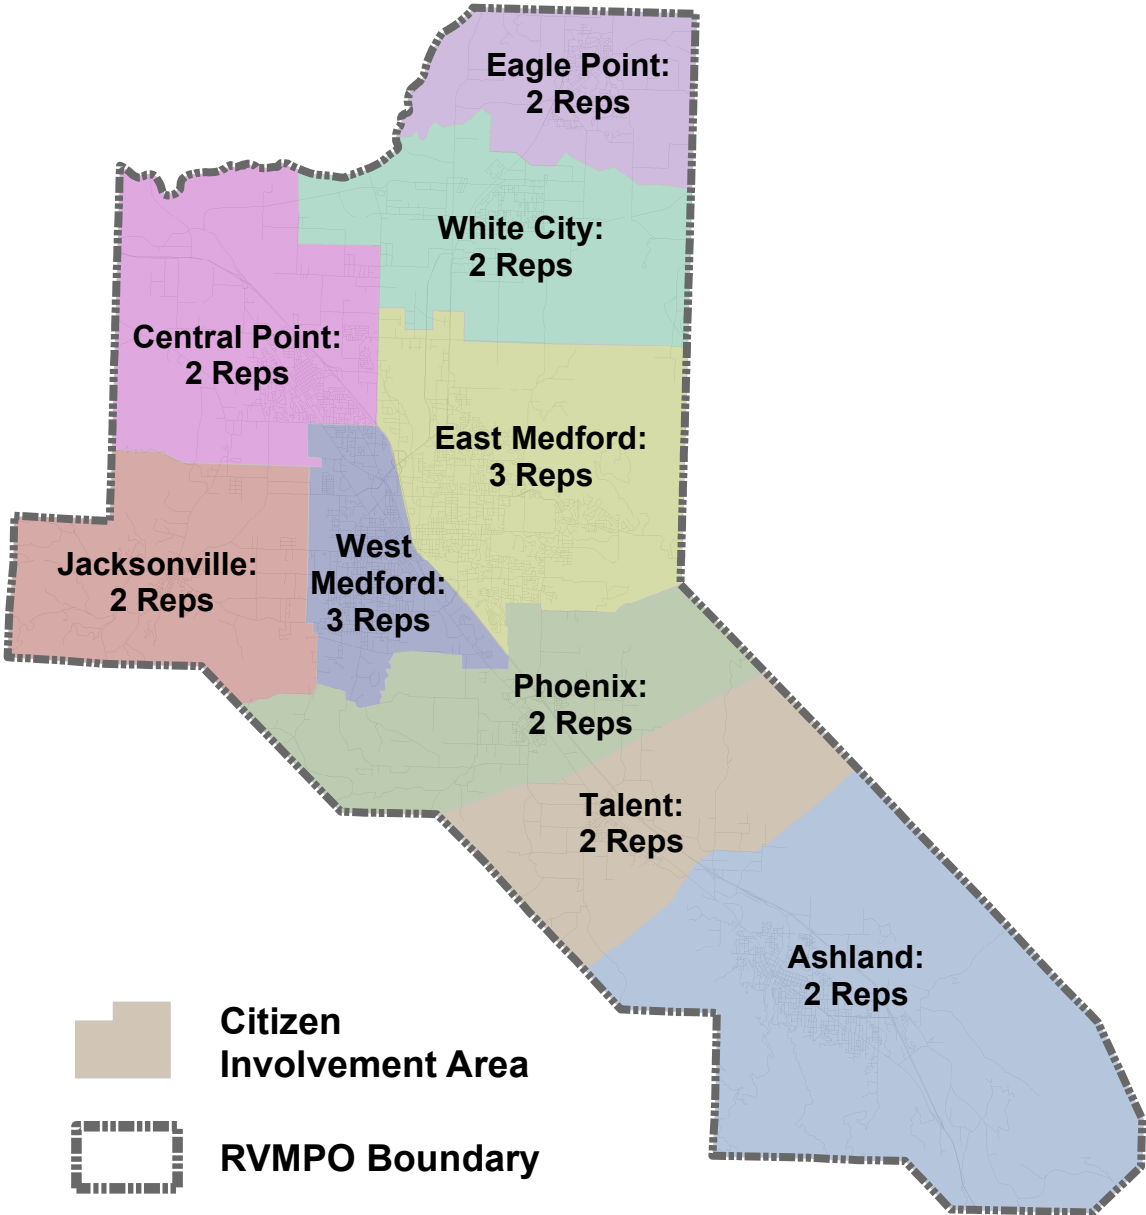 Eagle Point:
2 Reps
White City:
2 Reps
Central Point:
2 Reps
East Medford:
3 Reps
West
Medford:
3 Reps
Jacksonville:
2 Reps
Phoenix:
2 Reps
Talent:
2 Reps
Ashland:
2 Reps
Citizen
Involvement Area
RVMPO Boundary